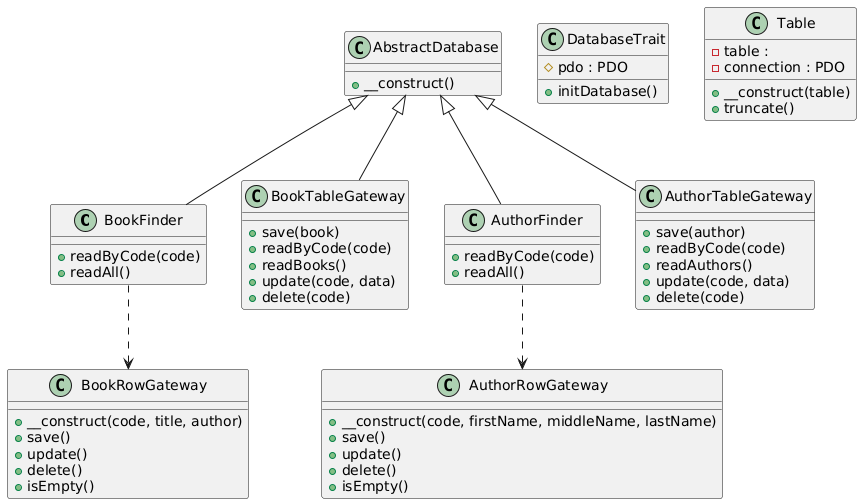 C AbstractDatabase
__construct()
C DatabaseTrait
pdo : PDO
initDatabase()
C Table
table :
connection : PDO
__construct(table)
truncate()
C BookFinder
readByCode(code)
readAll()
C BookTableGateway
save(book)
readByCode(code)
readBooks()
update(code, data)
delete(code)
C AuthorFinder
readByCode(code)
readAll()
C AuthorTableGateway
save(author)
readByCode(code)
readAuthors()
update(code, data)
delete(code)
C BookRowGateway
__construct(code, title, author)
save()
update()
delete()
isEmpty()
C AuthorRowGateway
__construct(code, firstName, middleName, lastName)
save()
update()
delete()
isEmpty()